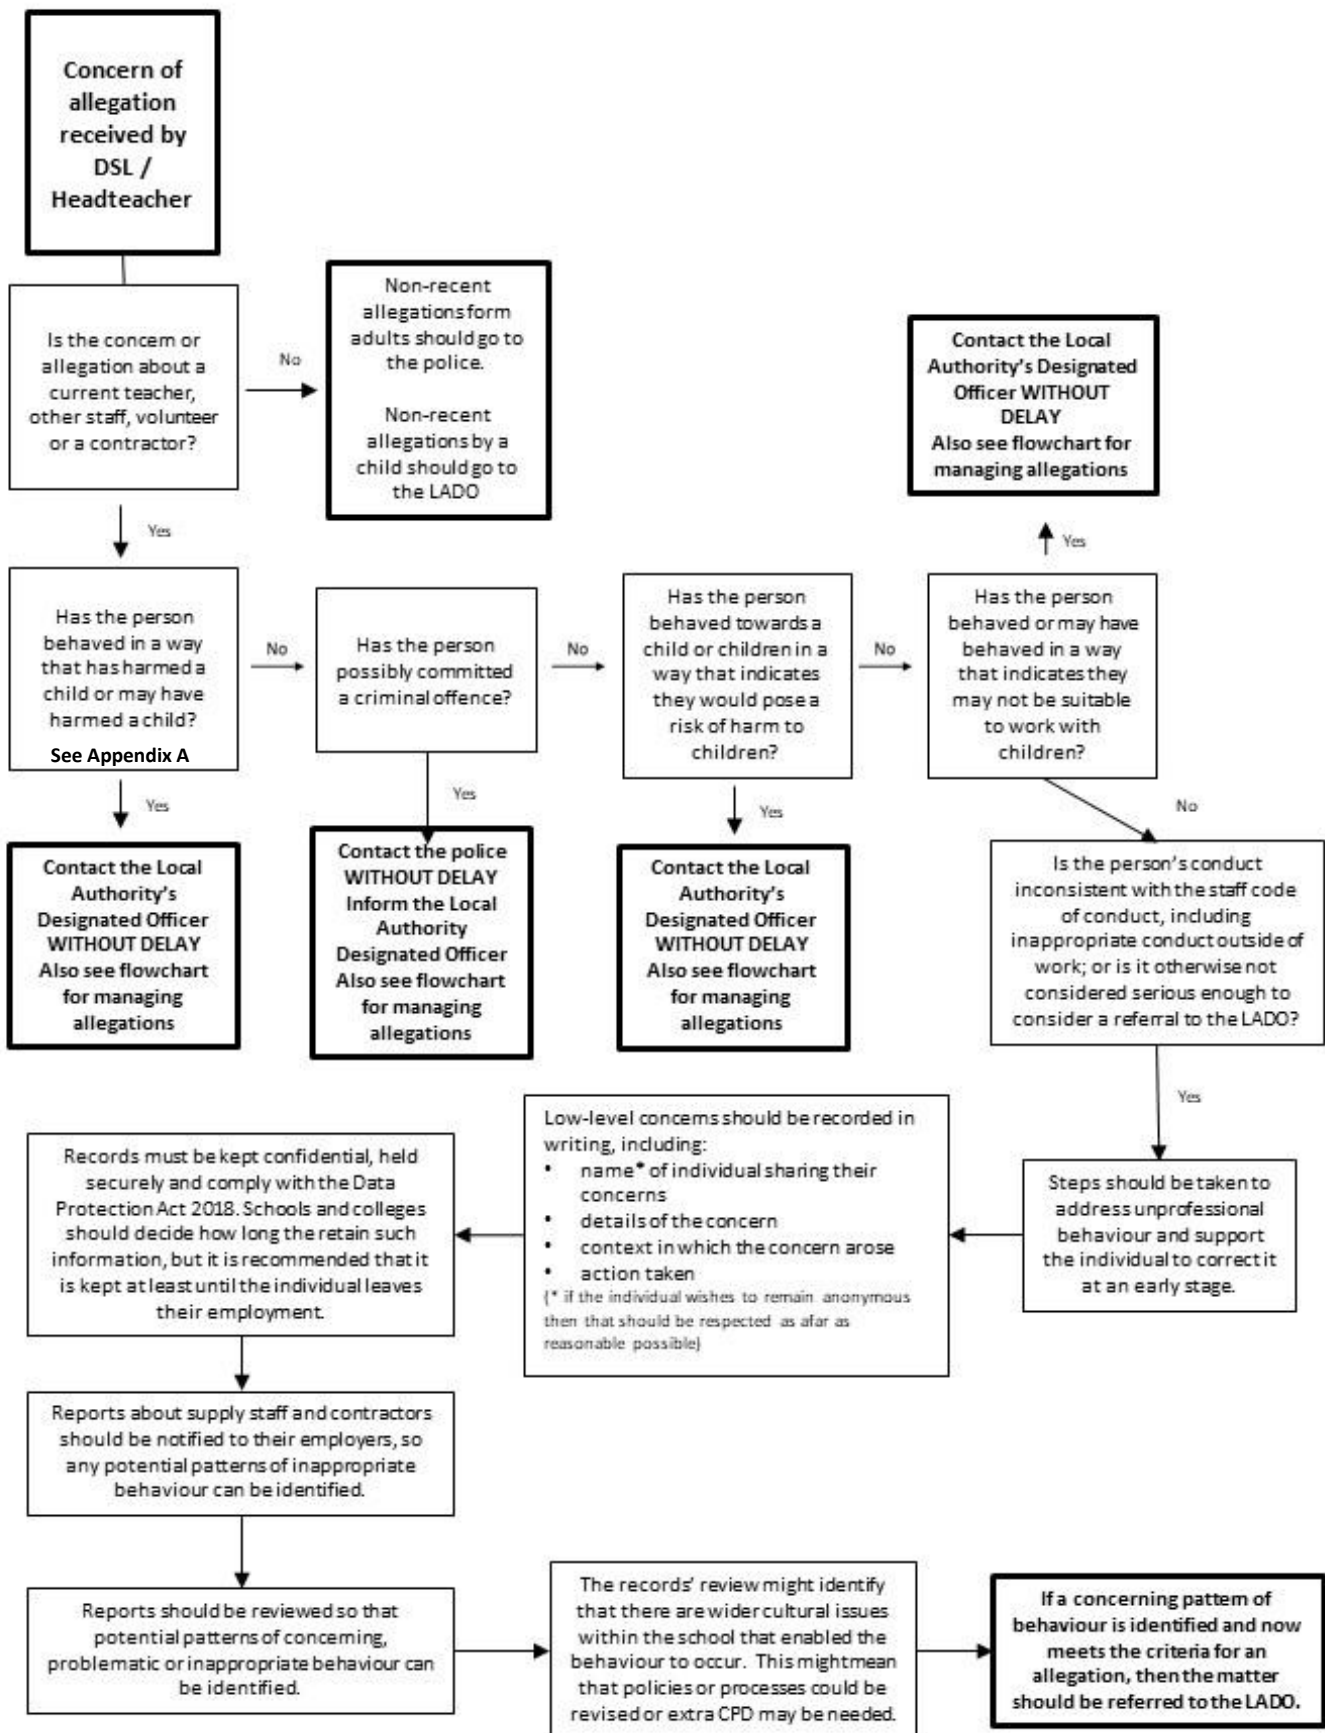 Concern of
allegation
received by
DSL /
Headteacher
Is the concern or
allegation about a
current teacher,
other staff, volunteer
or a contractor?
No
Non-recent
allegations form
adults should go to
the police.
Non-recent
allegations by a
child should go to
the LADO
Contact the Local
Authority's Designated
Officer WITHOUT
DELAY
Also see flowchart for
managing allegations
Yes
Yes
Has the person
behaved in a way
that has harmed a
child or may have
harmed a child?
See Appendix A
No
Has the person
possibly committed
a criminal offence?
No
Has the person
behaved towards a
child or children in a
way that indicates
they would pose a
risk of harm to
children?
No
Has the person
behaved or may have
behaved in a way
that indicates they
may not be suitable
to work with
children?
Yes
Yes
Yes
No
Contact the Local
Authority's
Designated Officer
WITHOUT DELAY
Also see flowchart
for managing
allegations
Contact the police
WITHOUT DELAY
Inform the Local
Authority
Designated Officer
Also see flowchart
for managing
allegations
Contact the Local
Authority's
Designated Officer
WITHOUT DELAY
Also see flowchart
for managing
allegations
Is the person's conduct
inconsistent with the staff code
of conduct, including
inappropriate conduct outside of
work; or is it otherwise not
considered serious enough to
consider a referral to the LADO?
Yes
Steps should be taken to
address unprofessional
behaviour and support
the individual to correct it
at an early stage.
Low-level concerns should be recorded in
writing, including:
• name* of individual sharing their
concerns
• details of the concern
• context in which the concern arose
• action taken
(* if the individual wishes to remain anonymous
then that should be respected as afar as
reasonable possible)
Records must be kept confidential, held
securely and comply with the Data
Protection Act 2018. Schools and colleges
should decide how long the retain such
information, but it is recommended that it
is kept at least until the individual leaves
their employment.
Reports about supply staff and contractors
should be notified to their employers, so
any potential patterns of inappropriate
behaviour can be identified.
Reports should be reviewed so that
potential patterns of concerning,
problematic or inappropriate behaviour can
be identified.
The records' review might identify
that there are wider cultural issues
within the school that enabled the
behaviour to occur. This might mean
that policies or processes could be
revised or extra CPD may be needed.
If a concerning pattern of
behaviour is identified and now
meets the criteria for an
allegation, then the matter
should be referred to the LADO.